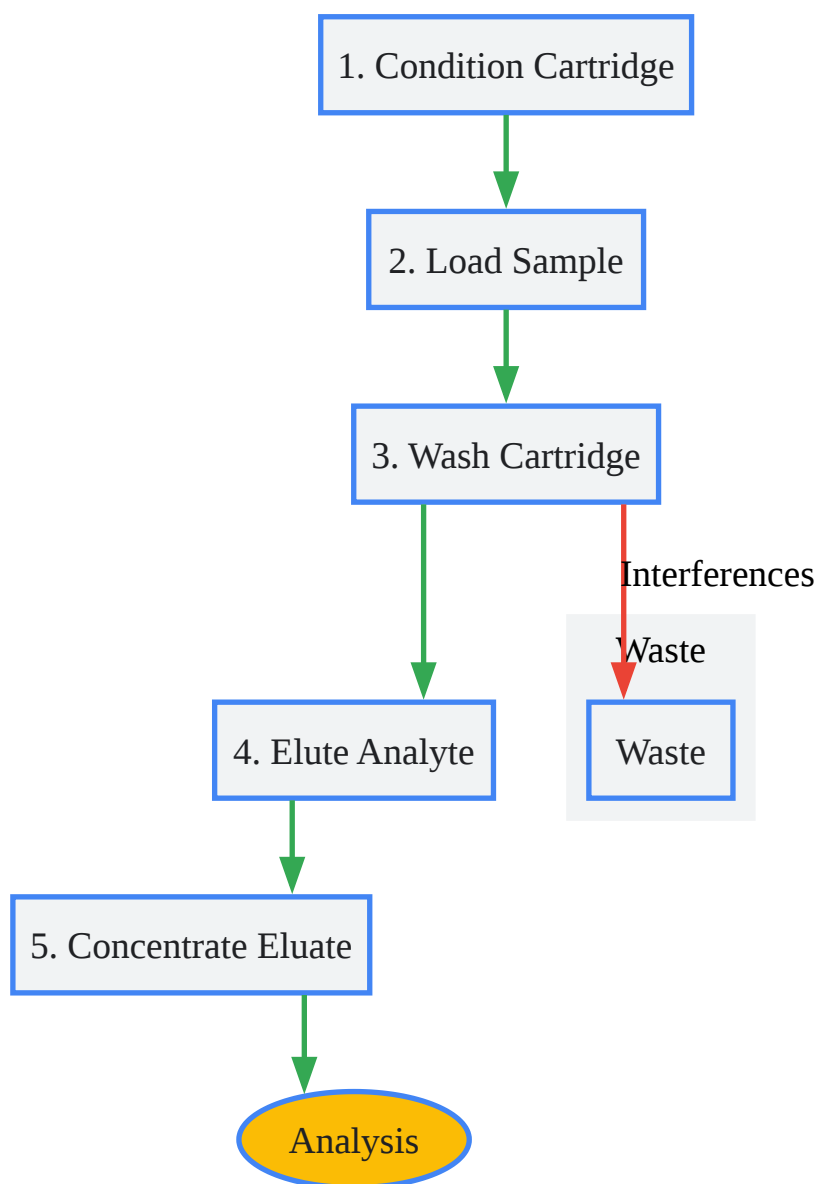 1. Condition Cartridge
2. Load Sample
3. Wash Cartridge
Interferences
Waste
4. Elute Analyte
Waste
5. Concentrate Eluate
Analysis